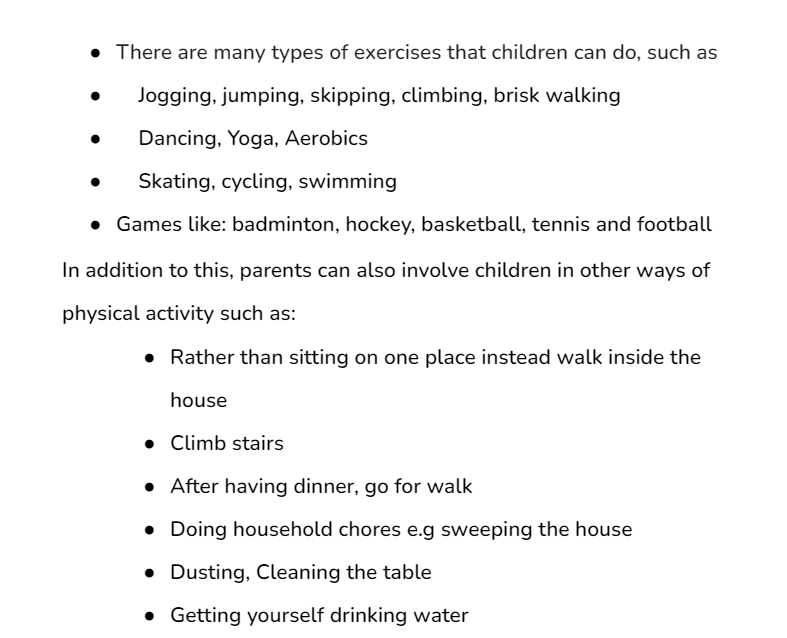 ● There are many types of exercises that children can do, such as
● Jogging, jumping, skipping, climbing, brisk walking
● Dancing, Yoga, Aerobics
● Skating, cycling, swimming
● Games like: badminton, hockey, basketball, tennis and football
In addition to this, parents can also involve children in other ways of
physical activity such as:
● Rather than sitting on one place instead walk inside the
house
● Climb stairs
● After having dinner, go for walk
● Doing household chores e.g sweeping the house
● Dusting, Cleaning the table
● Getting yourself drinking water